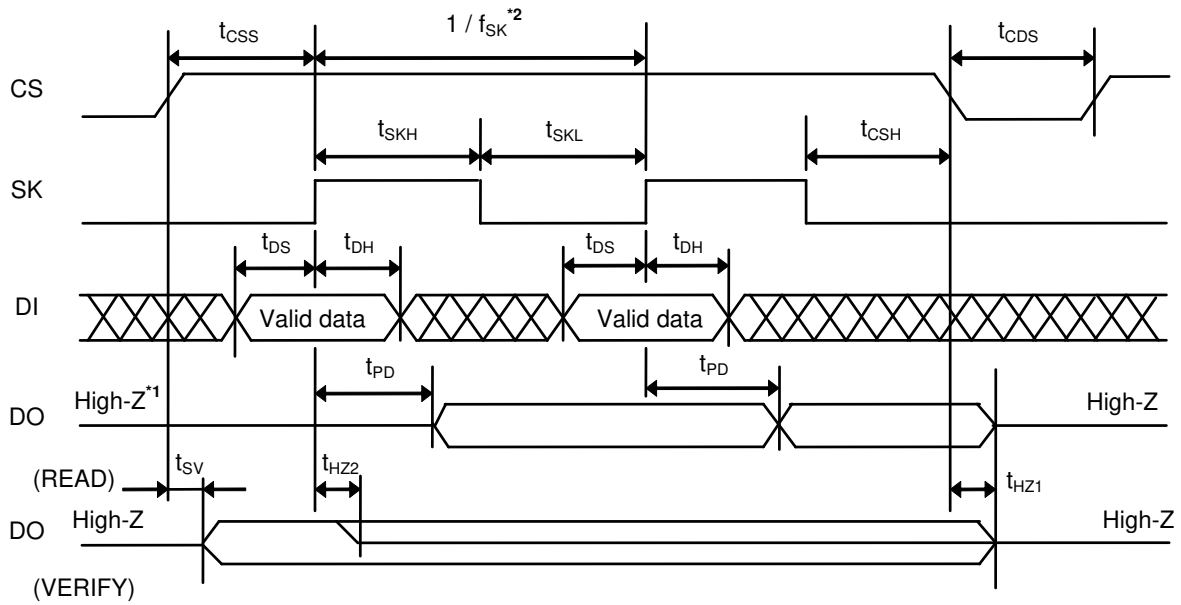 tCSS
1 / fSK*2
tCDS
CS
tSKH
tSKL
tCSH
SK
tDS
tDH
tDS
tDH
DI
Valid data
Valid data
tPD
tPD
High-Z*1
High-Z
DO
(READ)
tSV
tHZ2
tHZ1
High-Z
High-Z
DO
(VERIFY)